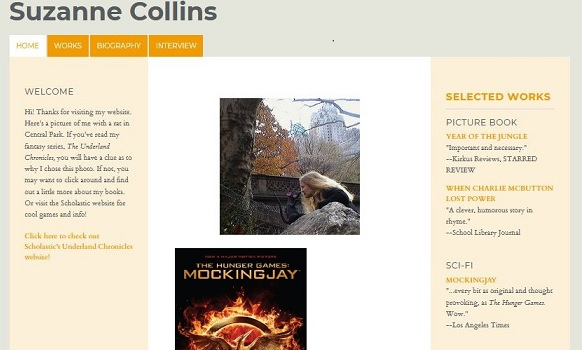 Suzanne Collins
HOME
WORKS
BIOGRAPHY
INTERVIEW
WELCOME
Hi! Thanks for visiting my website.
Here's a picture of me with a rat in
Central Park. If you've read my
fantasy series, The Underland
Chronicles, you will have a clue as to
why I chose this photo. If not, you
may want to click around and find
out a little more about my books.
Or visit the Scholastic website for
cool games and info!
Click here to check out
Scholastic's Underland Chronicles
website!
NOW A MAJOR MOTION PICTURE
THE HUNGER GAMES:
MOCKINGJAY
SELECTED WORKS
PICTURE BOOK
YEAR OF THE JUNGLE
"Important and necessary."
--Kirkus Reviews, STARRED
REVIEW
WHEN CHARLIE MCBUTTON
LOST POWER
"A clever, humorous story in
rhyme."
--School Library Journal
SCI-FI
MOCKINGJAY
"...every bit as original and thought
provoking, as The Hunger Games.
Wow."
--Los Angeles Times